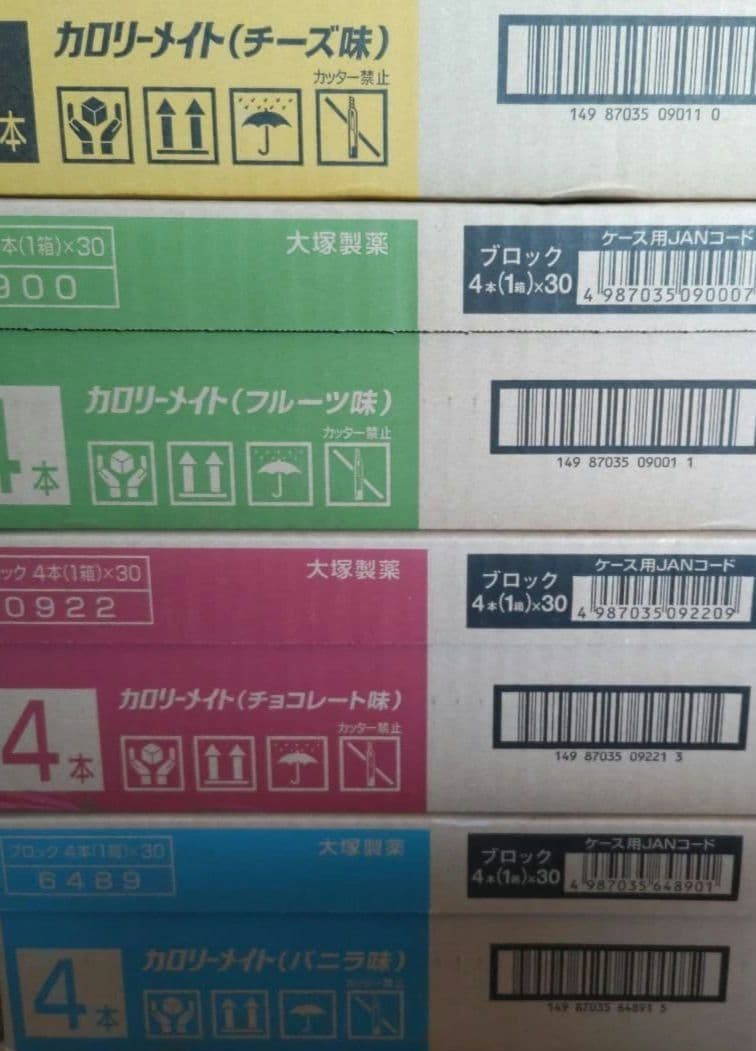 カロリーメイト(チーズ味)
カッター禁止
本
149 87035 09011 0
本(1箱)×30
900
大塚製薬
ブロック
4本(1箱)×30
ケース用JANコード
4 987035 090007
4本
カロリーメイト(フルーツ味)
カッター禁止
149 87035 09001 1
ック 4本(1箱)×30
0922
大塚製薬
ブロック
4本(1箱)×30
ケース用JANコード
4 987035 092209
4本
カロリーメイト(チョコレート味)
カッター禁止
149 87035 09221 3
ブロック 4本(1箱)×30
6489
大塚製薬
ブロック
4本(1箱)×30
ケース用JANコード
4 987035 648901
4本
カロリーメイト(バニラ味)
カッター禁止
149 87035 64891 5